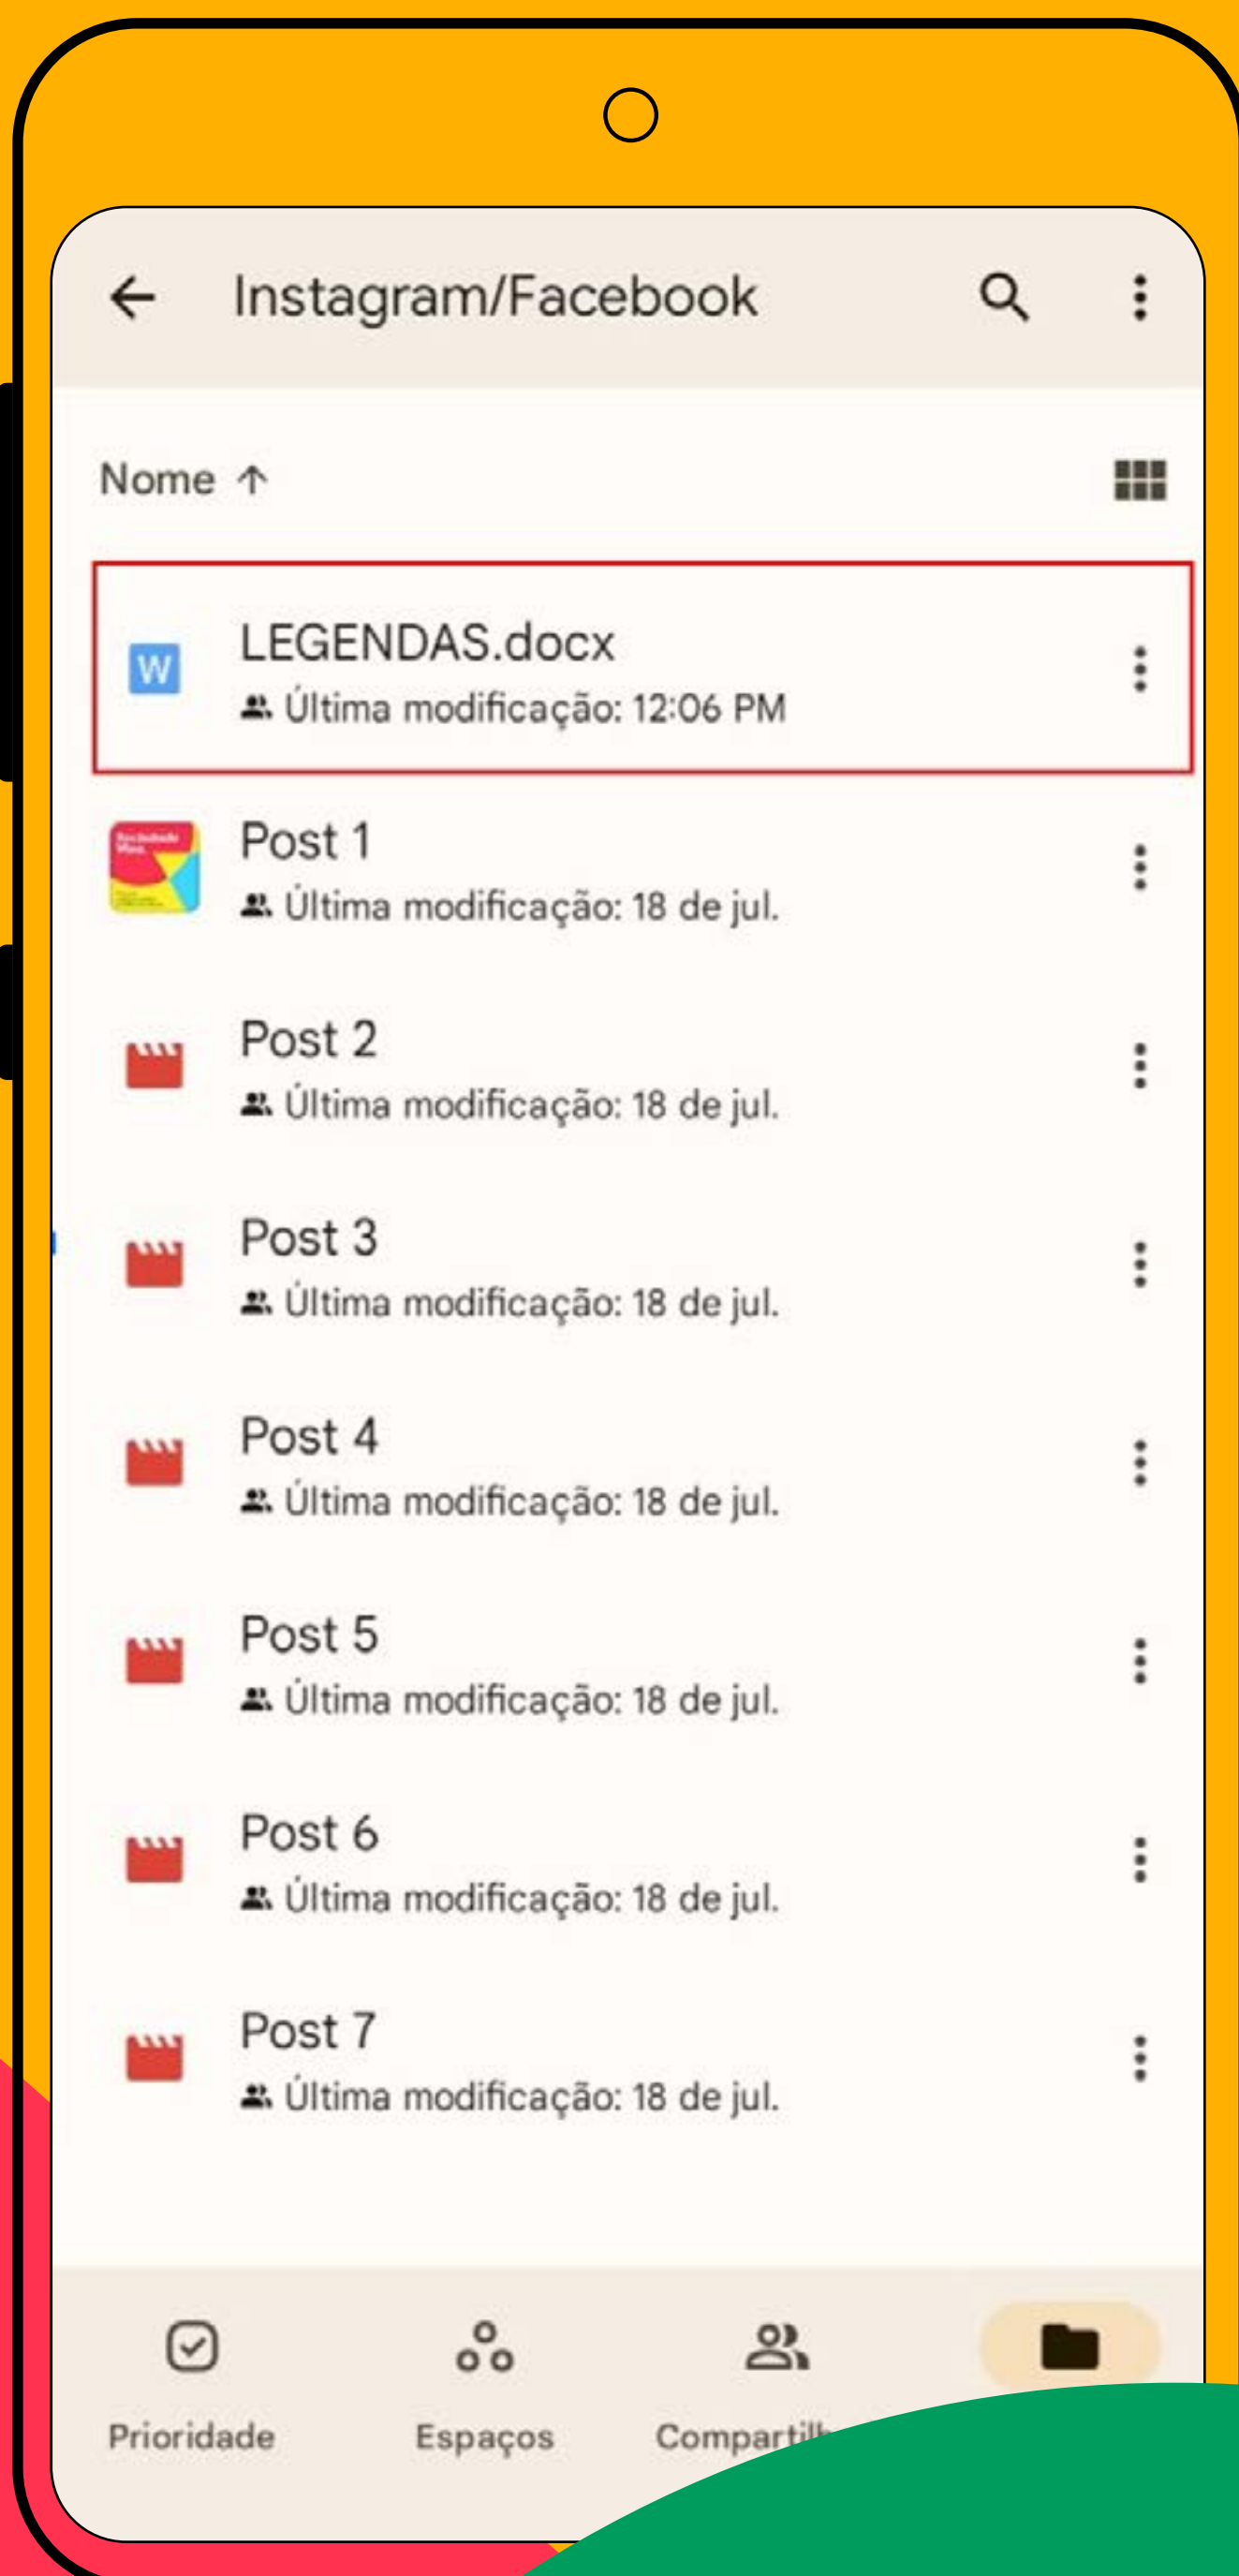 Instagram/Facebook
Nome
LEGENDAS.docx
W
Última modificação: 12:06 PM
Post 1
Última modificação: 18 de jul.
Post 2
Última modificação: 18 de jul.
Post 3
Última modificação: 18 de jul.
Post 4
Última modificação: 18 de jul.
Post 5
Última modificação: 18 de jul.
Post 6
Última modificação: 18 de jul.
Post 7
Última modificação: 18 de jul.
Prioridade Espaços